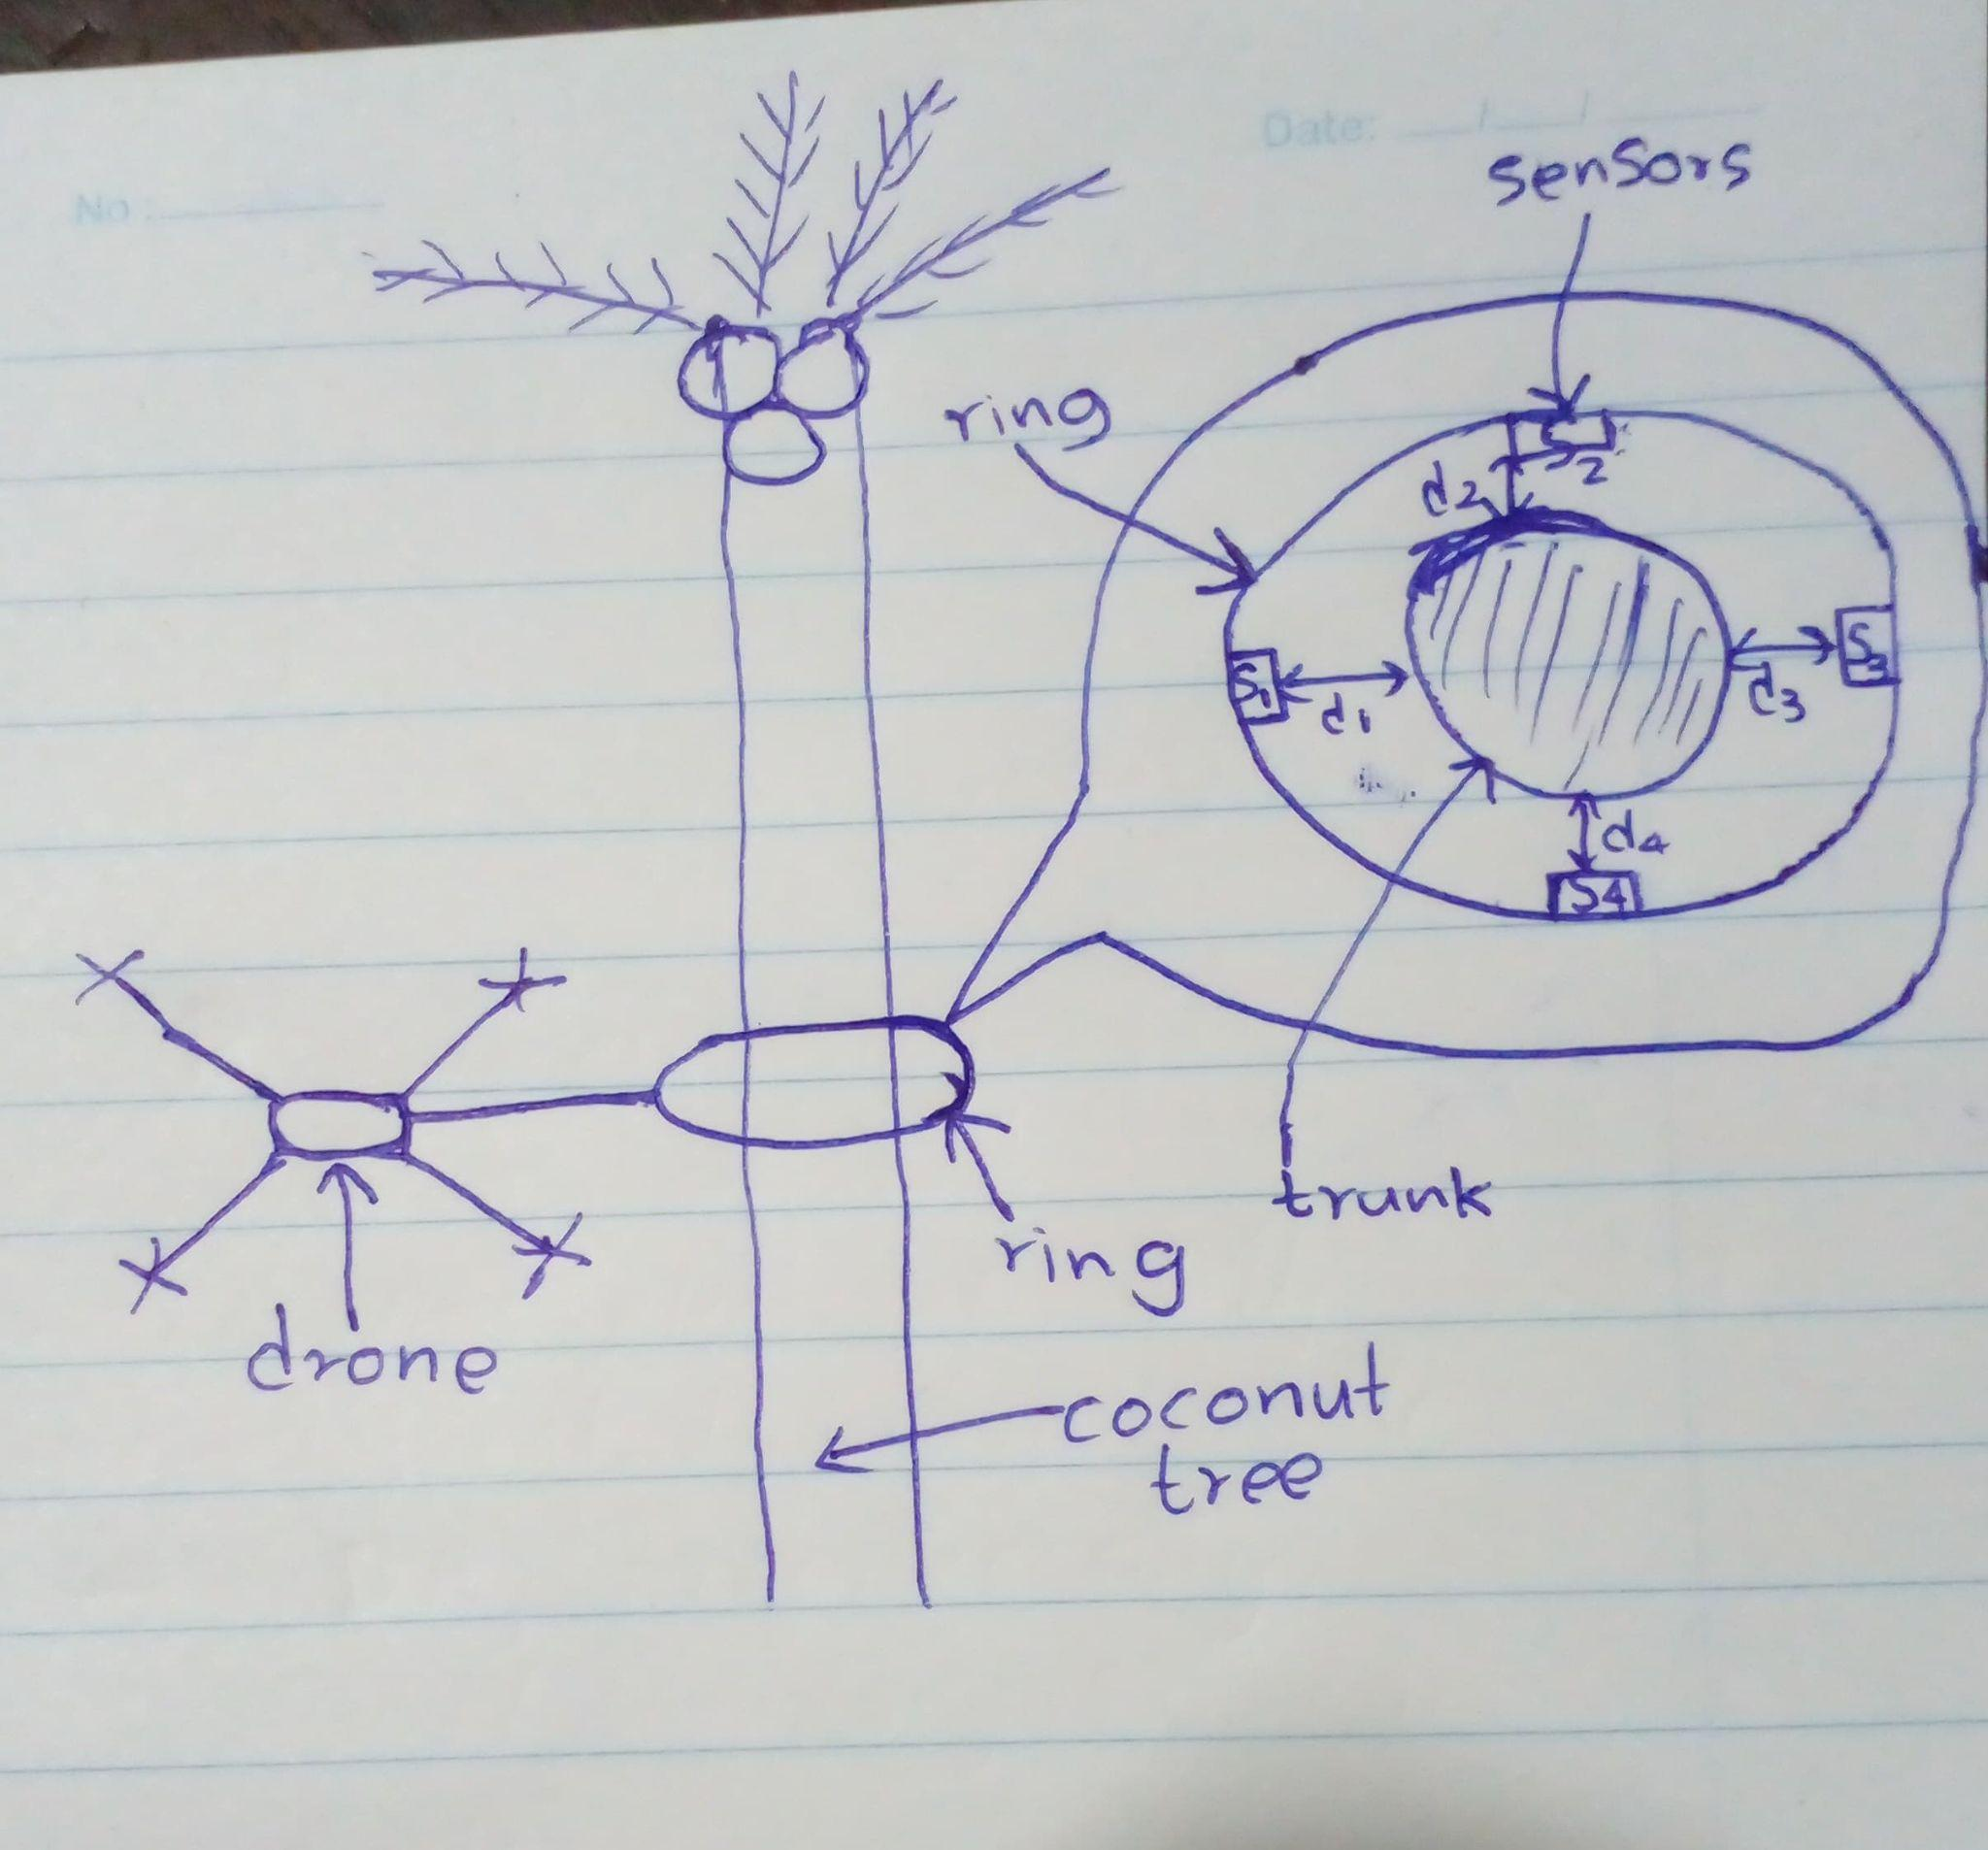 No :
Date: / /
sensors
ring
S2
d2
S1
d1
S3
d3
d4
S4
trunk
ring
drone
coconut
tree